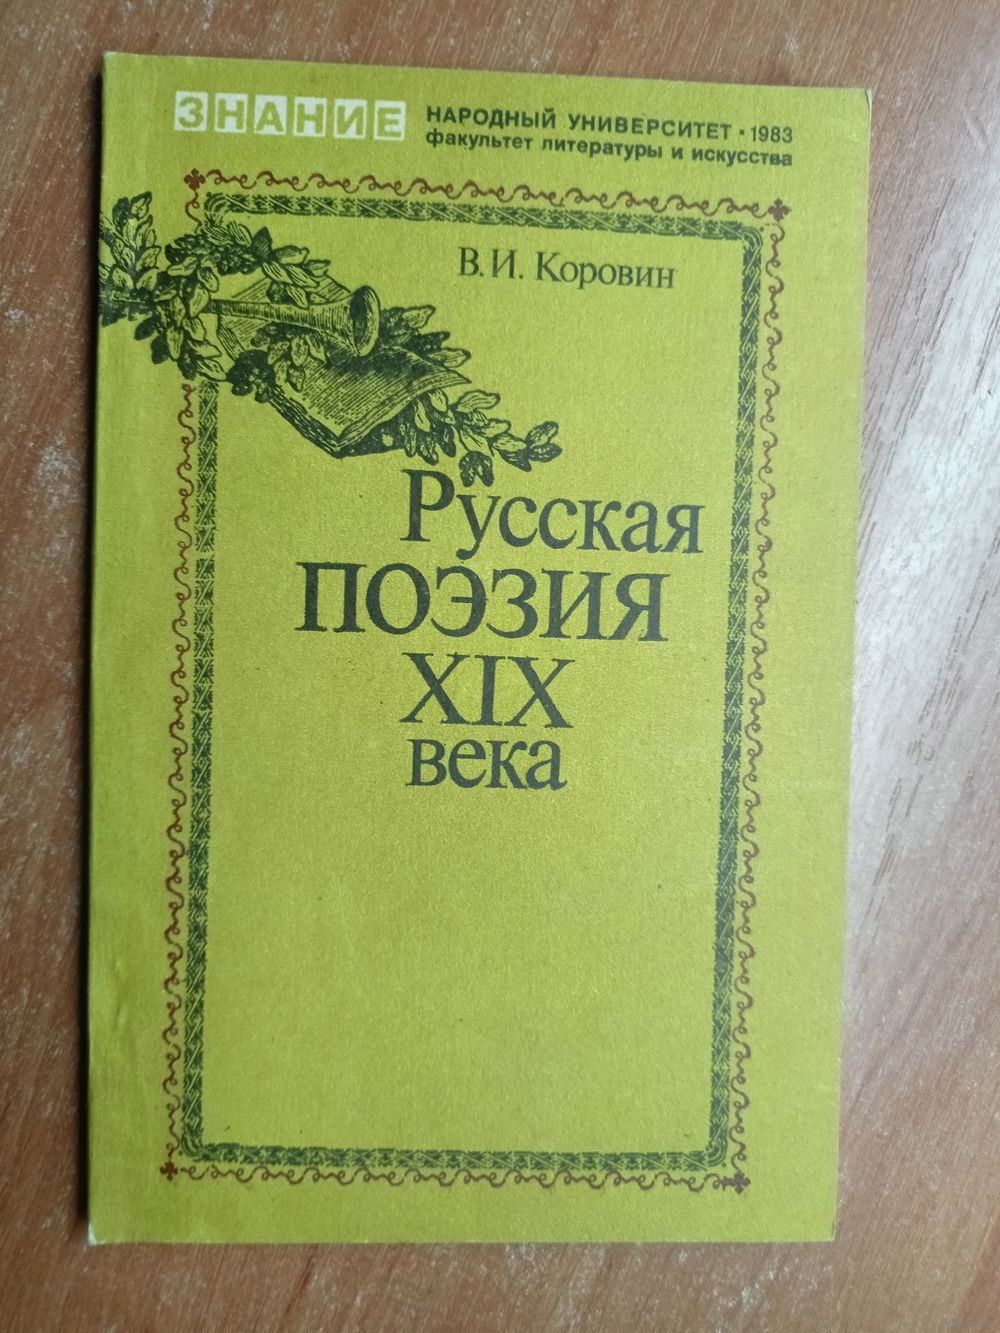 ЗНАНИЕ
НАРОДНЫЙ УНИВЕРСИТЕТ • 1983
факультет литературы и искусства
В. И. Коровин
Русская
ПОЭЗИЯ
XIX
века